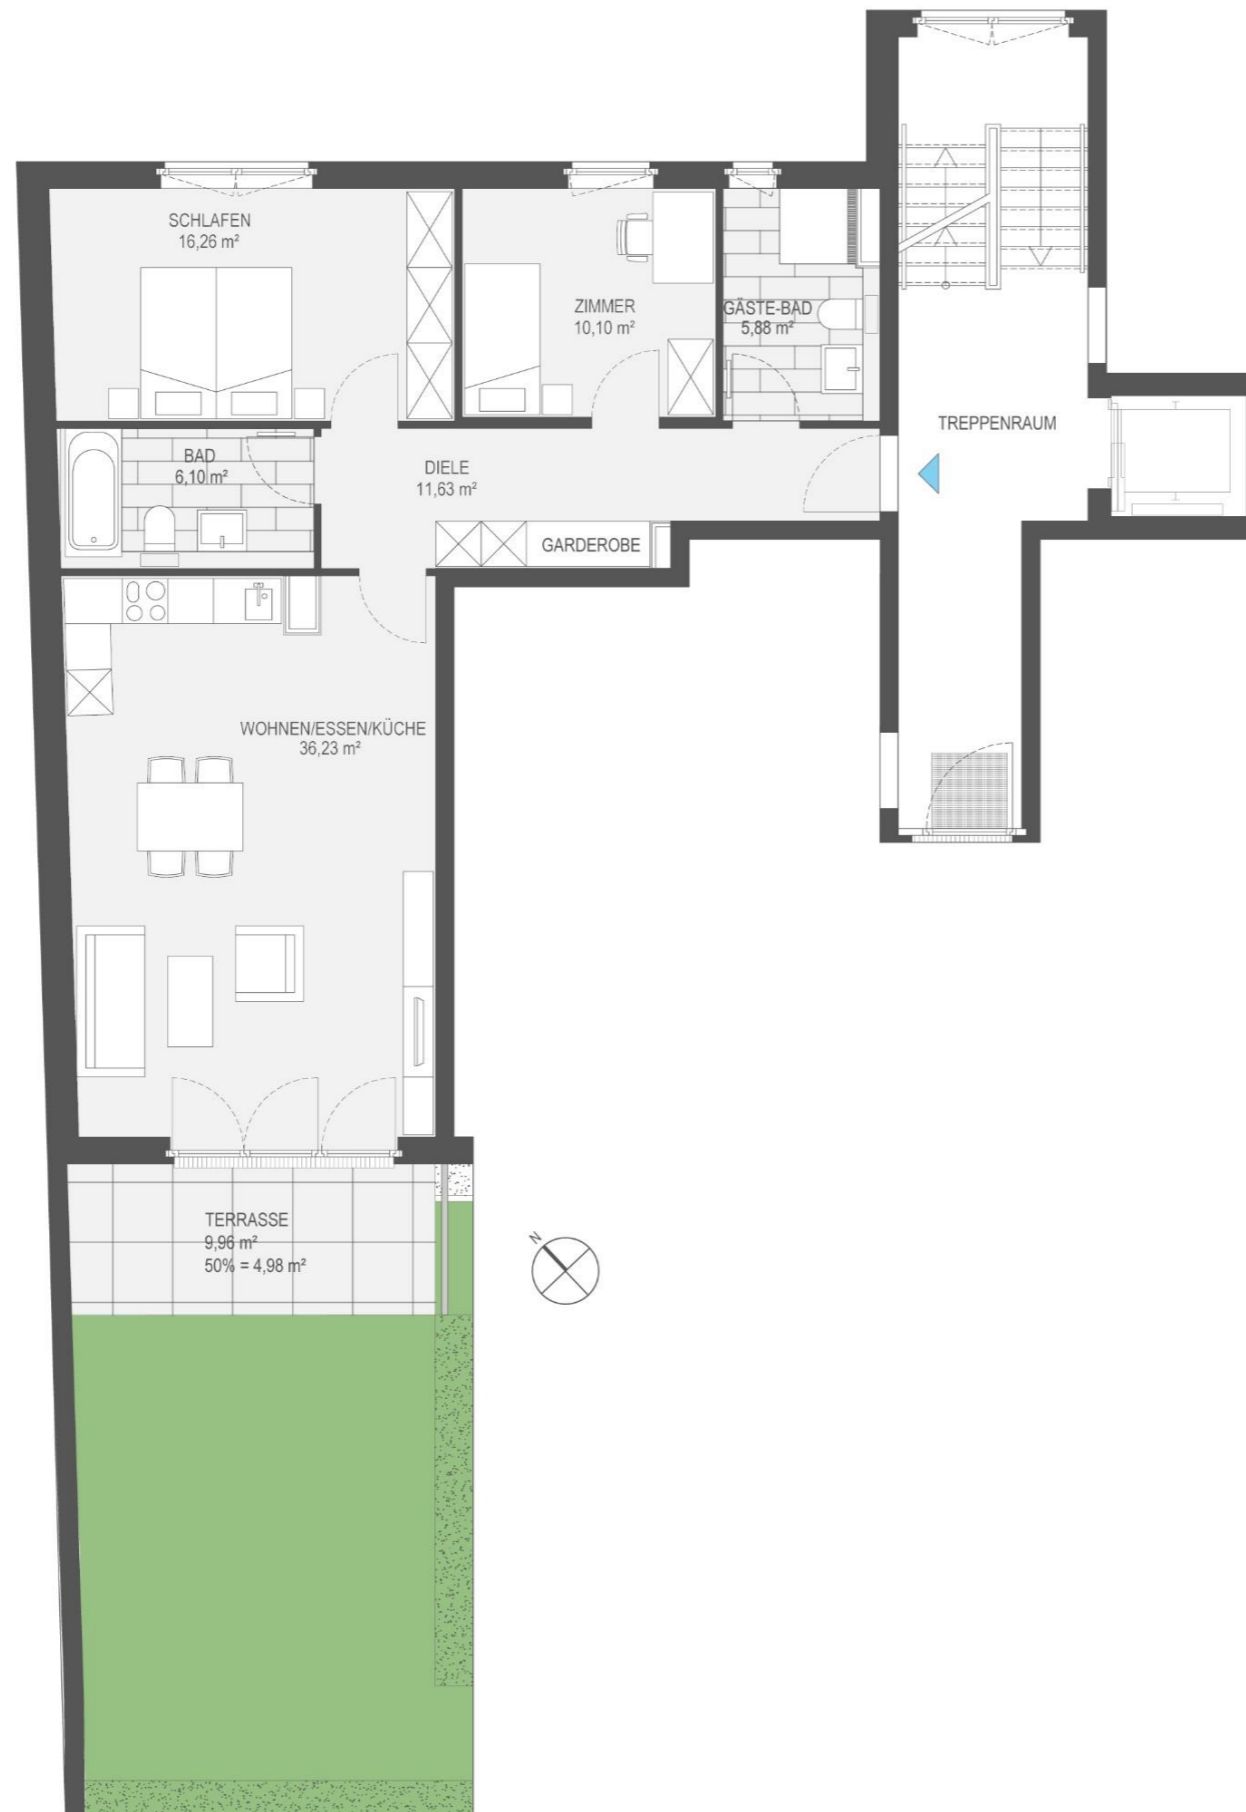 SCHLAFEN
16,26 m²
ZIMMER
10,10 m²
GÄSTE-BAD
5,88 m²
TREPPENRAUM
BAD
6,10 m²
DIELE
11,63 m²
GARDEROBE
WOHNEN/ESSEN/KÜCHE
36,23 m²
TERRASSE
9,96 m²
50% = 4,98 m²
N